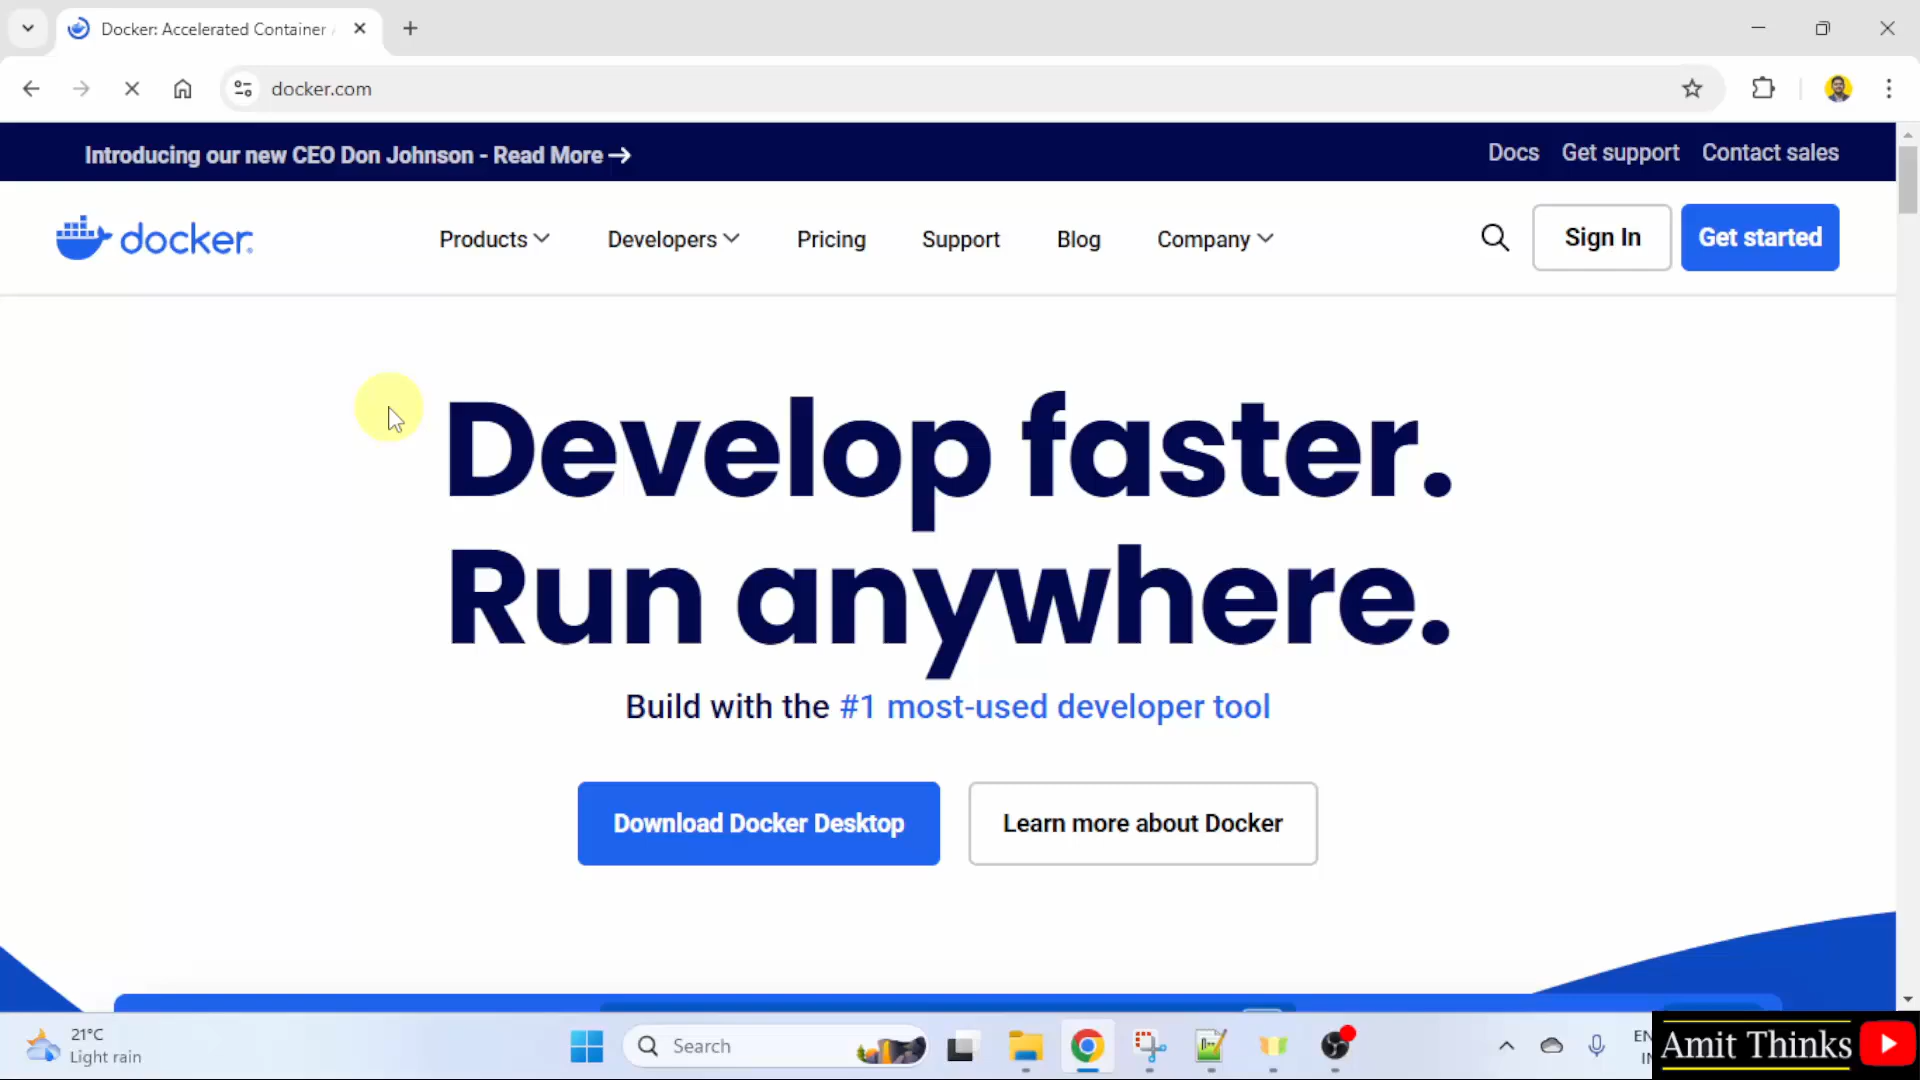 Docker: Accelerated Container
docker.com
Introducing our new CEO Don Johnson - Read More →
Docs Get support Contact sales
docker
Products Developers Pricing Support Blog Company
Sign In Get started
Develop faster.
Run anywhere.
Build with the #1 most-used developer tool
Download Docker Desktop Learn more about Docker
21°C
Light rain
Search
Amit Thinks